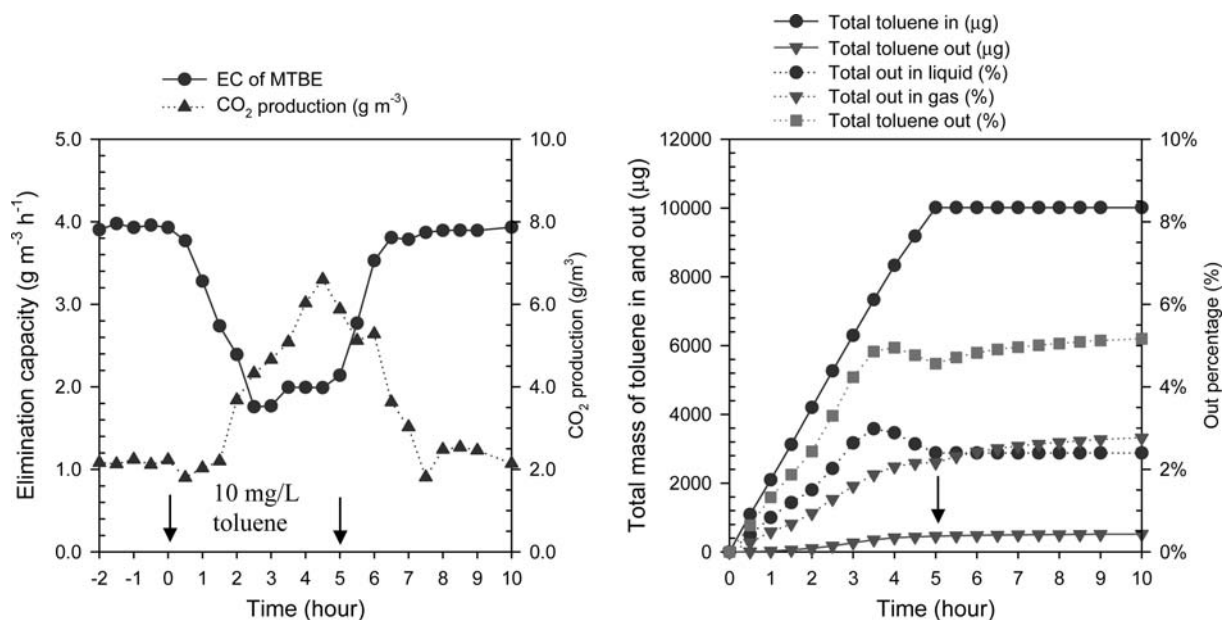 EC of MTBE
CO₂ production (g m⁻³)
5.0
4.0
3.0
2.0
1.0
0.0
Elimination capacity (g m⁻³ h⁻¹)
10.0
8.0
6.0
4.0
2.0
0.0
CO₂ production (g/m³)
10 mg/L
toluene
-2 -1 0 1 2 3 4 5 6 7 8 9 10
Time (hour)
Total toluene in (μg)
Total toluene out (μg)
Total out in liquid (%)
Total out in gas (%)
Total toluene out (%)
12000
10000
8000
6000
4000
2000
0
Total mass of toluene in and out (μg)
10%
8%
6%
4%
2%
0%
Out percentage (%)
0 1 2 3 4 5 6 7 8 9 10
Time (hour)